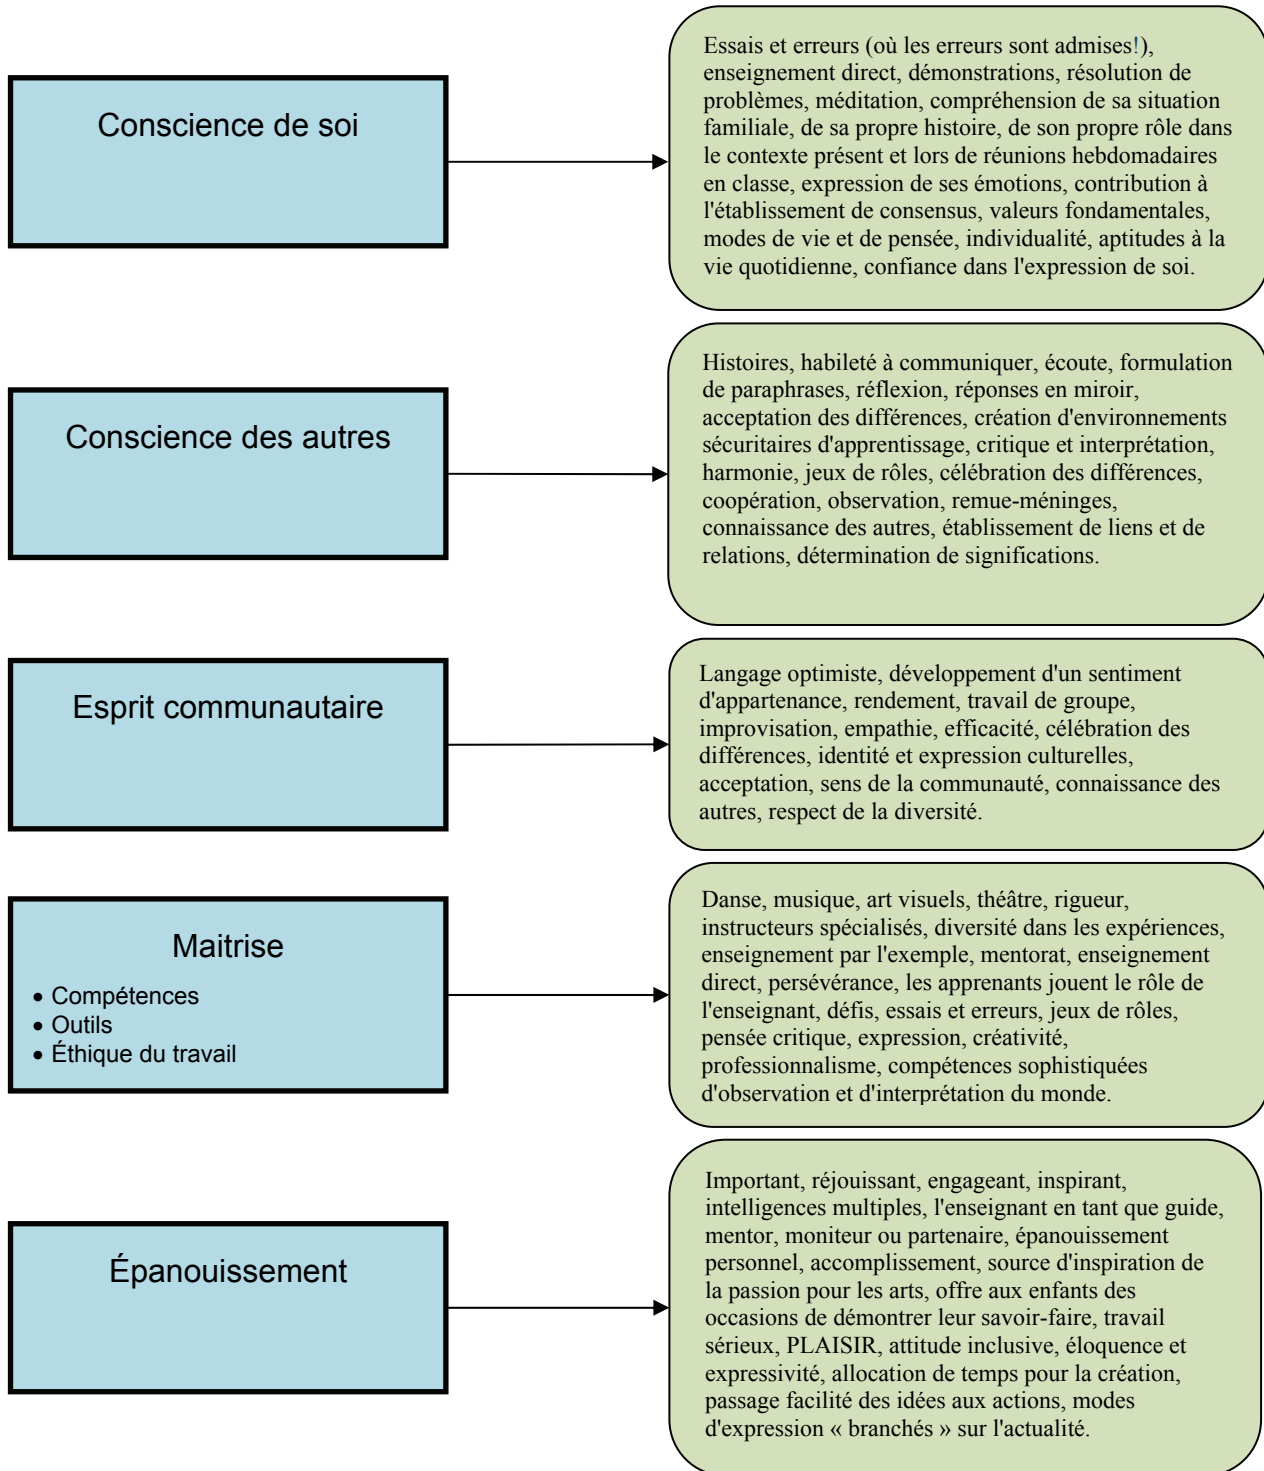 Conscience de soi
Essais et erreurs (où les erreurs sont admises!),
enseignement direct, démonstrations, résolution de
problèmes, méditation, compréhension de sa situation
familiale, de sa propre histoire, de son propre rôle dans
le contexte présent et lors de réunions hebdomadaires
en classe, expression de ses émotions, contribution à
l'établissement de consensus, valeurs fondamentales,
modes de vie et de pensée, individualité, aptitudes à la
vie quotidienne, confiance dans l'expression de soi.
Conscience des autres
Histoires, habileté à communiquer, écoute, formulation
de paraphrases, réflexion, réponses en miroir,
acceptation des différences, création d'environnements
sécuritaires d'apprentissage, critique et interprétation,
harmonie, jeux de rôles, célébration des différences,
coopération, observation, remue-méninges,
connaissance des autres, établissement de liens et de
relations, détermination de significations.
Esprit communautaire
Langage optimiste, développement d'un sentiment
d'appartenance, rendement, travail de groupe,
improvisation, empathie, efficacité, célébration des
différences, identité et expression culturelles,
acceptation, sens de la communauté, connaissance des
autres, respect de la diversité.
Maitrise
• Compétences
• Outils
• Éthique du travail
Danse, musique, art visuels, théâtre, rigueur,
instructeurs spécialisés, diversité dans les expériences,
enseignement par l'exemple, mentorat, enseignement
direct, persévérance, les apprenants jouent le rôle de
l'enseignant, défis, essais et erreurs, jeux de rôles,
pensée critique, expression, créativité,
professionnalisme, compétences sophistiquées
d'observation et d'interprétation du monde.
Épanouissement
Important, réjouissant, engageant, inspirant,
intelligences multiples, l'enseignant en tant que guide,
mentor, moniteur ou partenaire, épanouissement
personnel, accomplissement, source d'inspiration de
la passion pour les arts, offre aux enfants des
occasions de démontrer leur savoir-faire, travail
sérieux, PLAISIR, attitude inclusive, éloquence et
expressivité, allocation de temps pour la création,
passage facilité des idées aux actions, modes
d'expression « branchés » sur l'actualité.